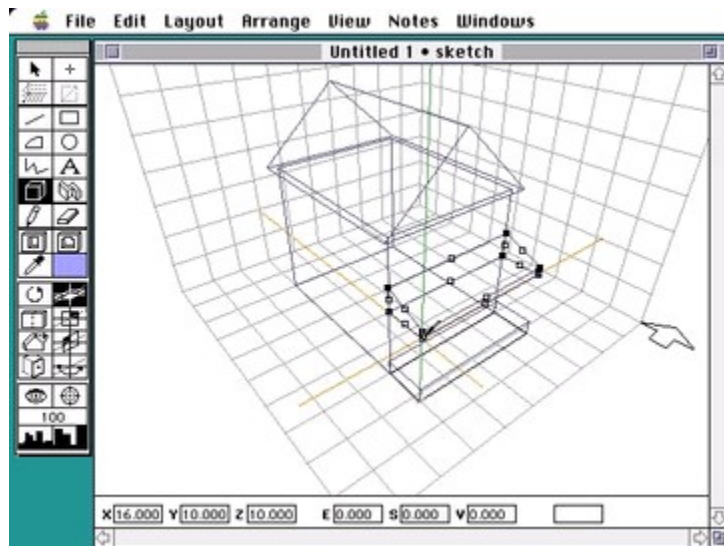 File Edit Layout Arrange View Notes Windows
Untitled 1 • sketch
A
100
X 16.000 Y 10.000 Z 10.000 E 0.000 S 0.000 V 0.000